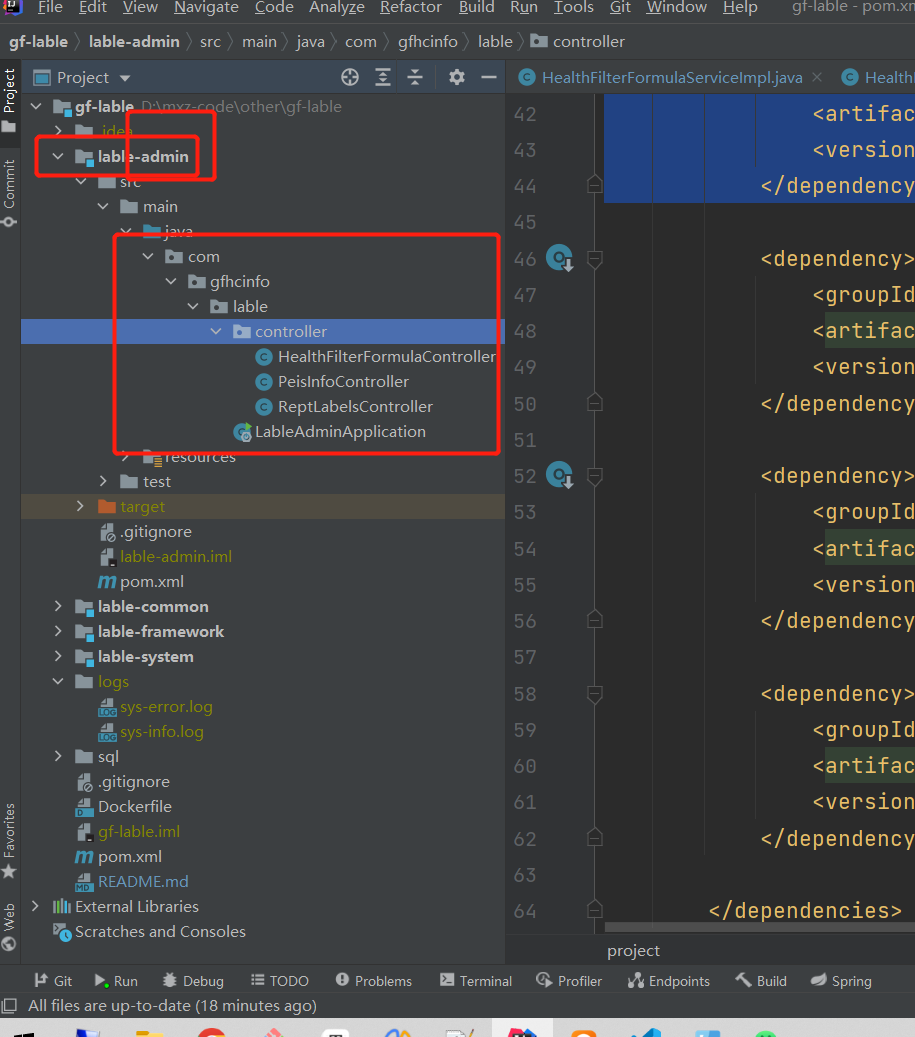 File Edit View Navigate Code Analyze Refactor Build Run Tools Git Window Help gf-lable - pom.xm
gf-lable lable-admin src main java com gfhcinfo lable controller
Project
HealthFilterFormulaServiceImpl.java
Health
Project
Commit
Favorites
Web
gf-lable D:\mxz-code\other\gf-lable
.idea
lable-admin
src
main
java
com
gfhcinfo
lable
controller
HealthFilterFormulaController
PeisInfoController
ReptLabelsController
LableAdminApplication
resources
test
target
.gitignore
lable-admin.iml
pom.xml
lable-common
lable-framework
lable-system
logs
sys-error.log
sys-info.log
sql
.gitignore
Dockerfile
gf-lable.iml
pom.xml
README.md
External Libraries
Scratches and Consoles
42 <artifac
43 <version
44 </dependency
45
46 <dependency>
47 <groupId
48 <artifac
49 <version
50 </dependency
51
52 <dependency>
53 <groupId
54 <artifac
55 <version
56 </dependency
57
58 <dependency>
59 <groupId
60 <artifac
61 <version
62 </dependency
63
64 </dependencies>
project
Git Run Debug TODO Problems Terminal Profiler Endpoints Build Spring
All files are up-to-date (18 minutes ago)